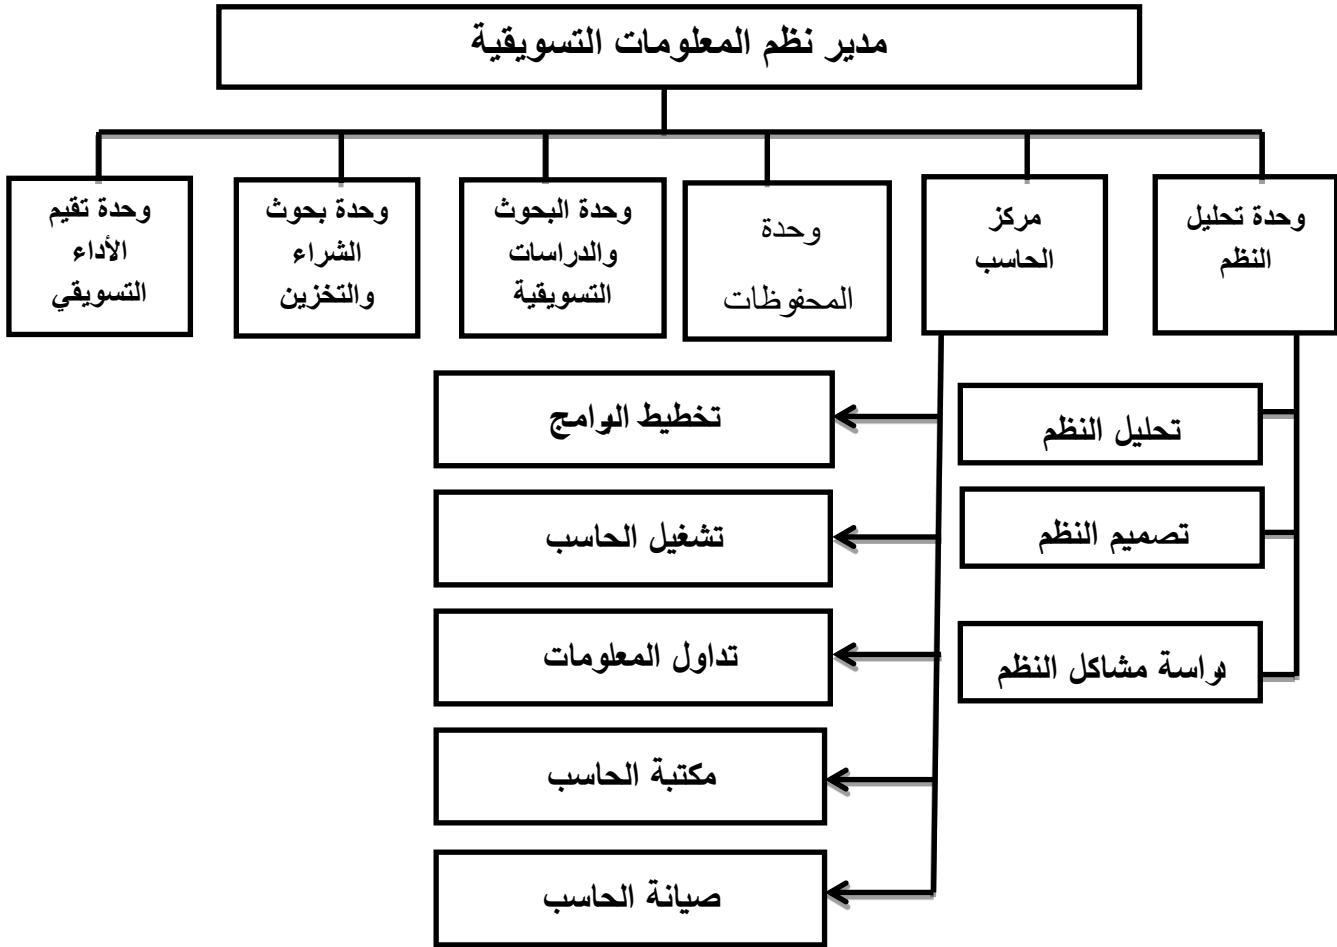 مدير نظم المعلومات التسويقية
وحدة تحليل
النظم
مركز
الحاسب
وحدة
المحفوظات
وحدة البحوث
والدراسات
التسويقية
وحدة بحوث
الشراء
والتخزين
وحدة تقيم
الأداء
التسويقي
تحليل النظم
تصميم النظم
دراسة مشاكل النظم
تخطيط البرامج
تشغيل الحاسب
تداول المعلومات
مكتبة الحاسب
صيانة الحاسب